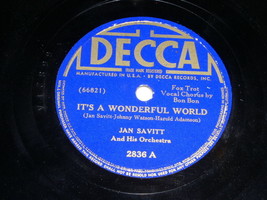 DECCA
MANUFACTURED IN U.S.A. BY DECCA RECORDS, INC.
(66821)
Fox Trot
Vocal Chorus by
Bon Bon
IT'S A WONDERFUL WORLD
(Jan Savitt-Johnny Watson-Harold Adamson)
JAN SAVITT
And His Orchestra
2836 A